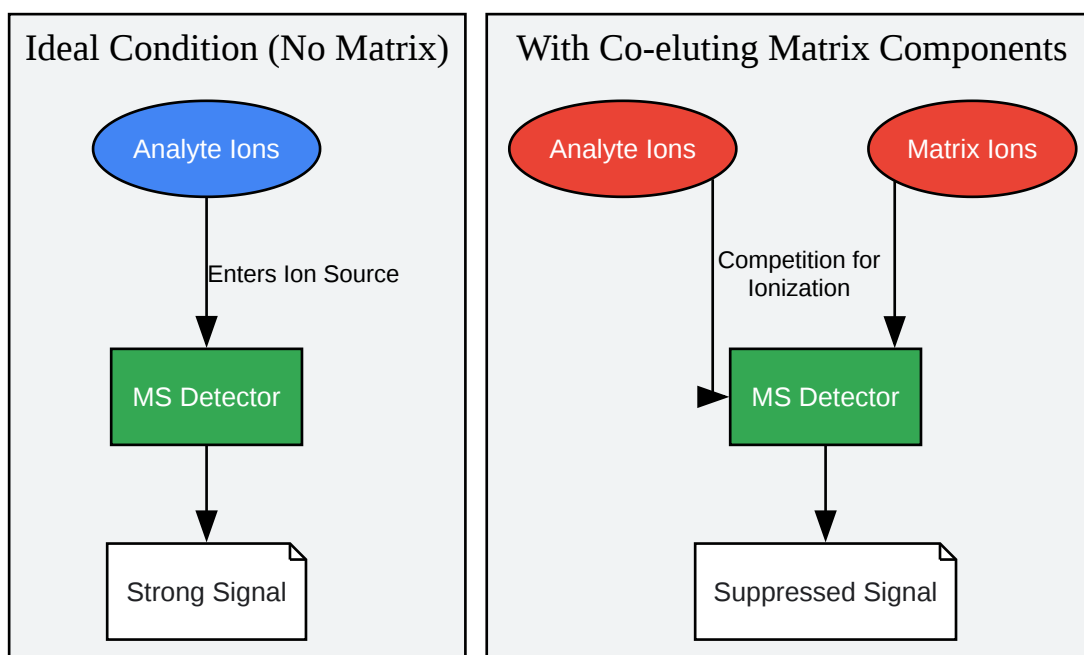 Ideal Condition (No Matrix)
Analyte Ions
Enters Ion Source
MS Detector
Strong Signal
With Co-eluting Matrix Components
Analyte Ions
Matrix Ions
Competition for
Ionization
MS Detector
Suppressed Signal